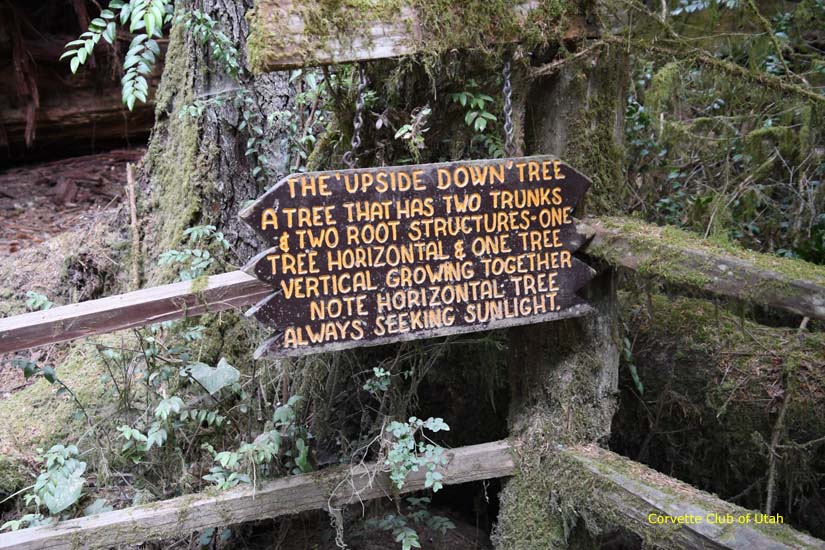 THE 'UPSIDE DOWN' TREE
A TREE THAT HAS TWO TRUNKS
& TWO ROOT STRUCTURES-ONE
TREE HORIZONTAL & ONE TREE
VERTICAL GROWING TOGETHER
NOTE HORIZONTAL TREE
ALWAYS SEEKING SUNLIGHT.
Corvette Club of Utah